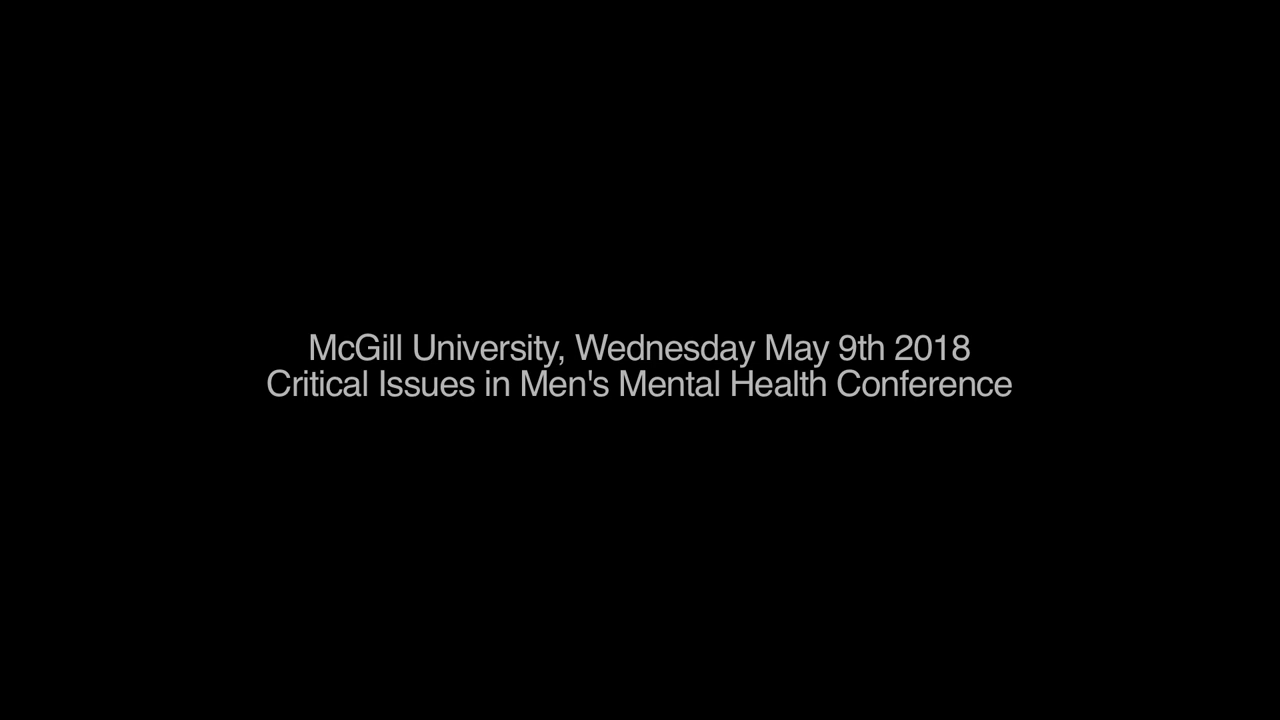 McGill University, Wednesday May 9th 2018
Critical Issues in Men's Mental Health Conference